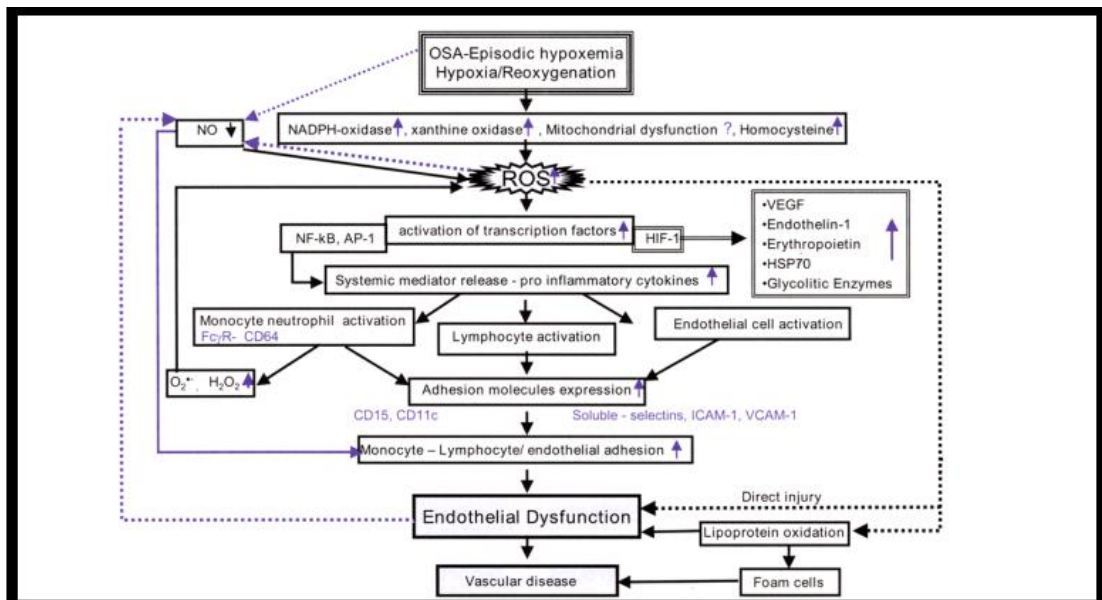 OSA-Episodic hypoxemia
Hypoxia/Reoxygenation
NO
NADPH-oxidase , xanthine oxidase , Mitochondrial dysfunction ?, Homocysteine
ROS
•VEGF
•Endothelin-1
•Erythropoietin
•HSP70
•Glycolitic Enzymes
NF-kB, AP-1
activation of transcription factors
HIF-1
Systemic mediator release - pro inflammatory cytokines
Monocyte neutrophil activation
FcγR- CD64
Lymphocyte activation
Endothelial cell activation
O₂•-, H₂O₂
Adhesion molecules expression
CD15, CD11c
Soluble - selectins, ICAM-1, VCAM-1
Monocyte – Lymphocyte/ endothelial adhesion
Direct injury
Endothelial Dysfunction
Lipoprotein oxidation
Vascular disease
Foam cells